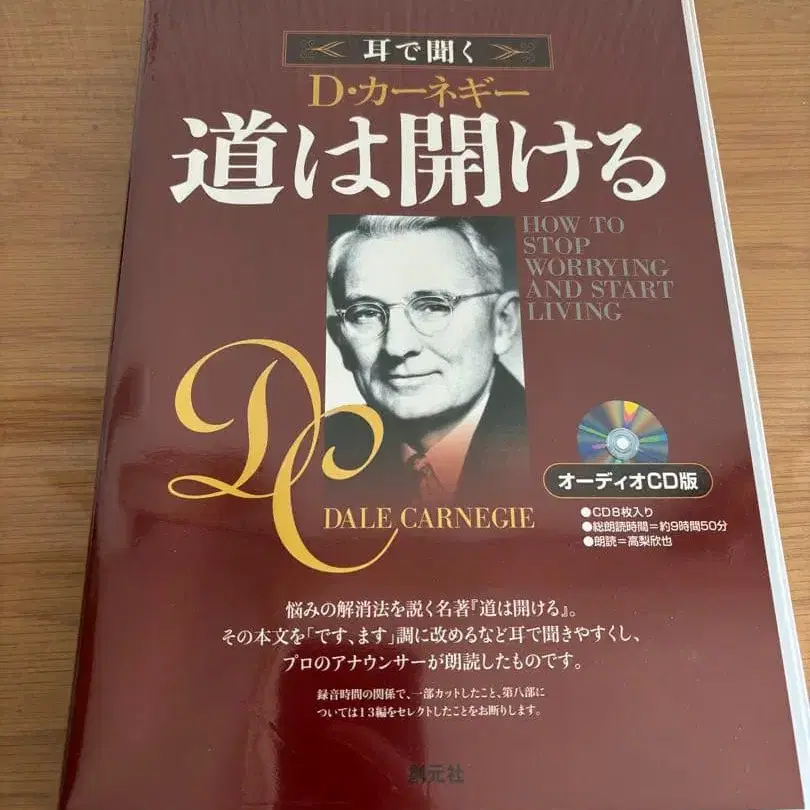 耳で聞く
D・カーネギー
道は開ける
HOW TO
STOP
WORRYING
AND START
LIVING
DC
DALE CARNEGIE
オーディオCD版
●CD8枚入り
●総朗読時間=約9時間50分
●朗読=高梨欣也
悩みの解消法を説く名著『道は開ける』。
その本文を「です、ます」調に改めるなど耳で聞きやすくし、
プロのアナウンサーが朗読したものです。
録音時間の関係で、一部カットしたこと、第八部に
ついては13編をセレクトしたことをお断りします。
創元社